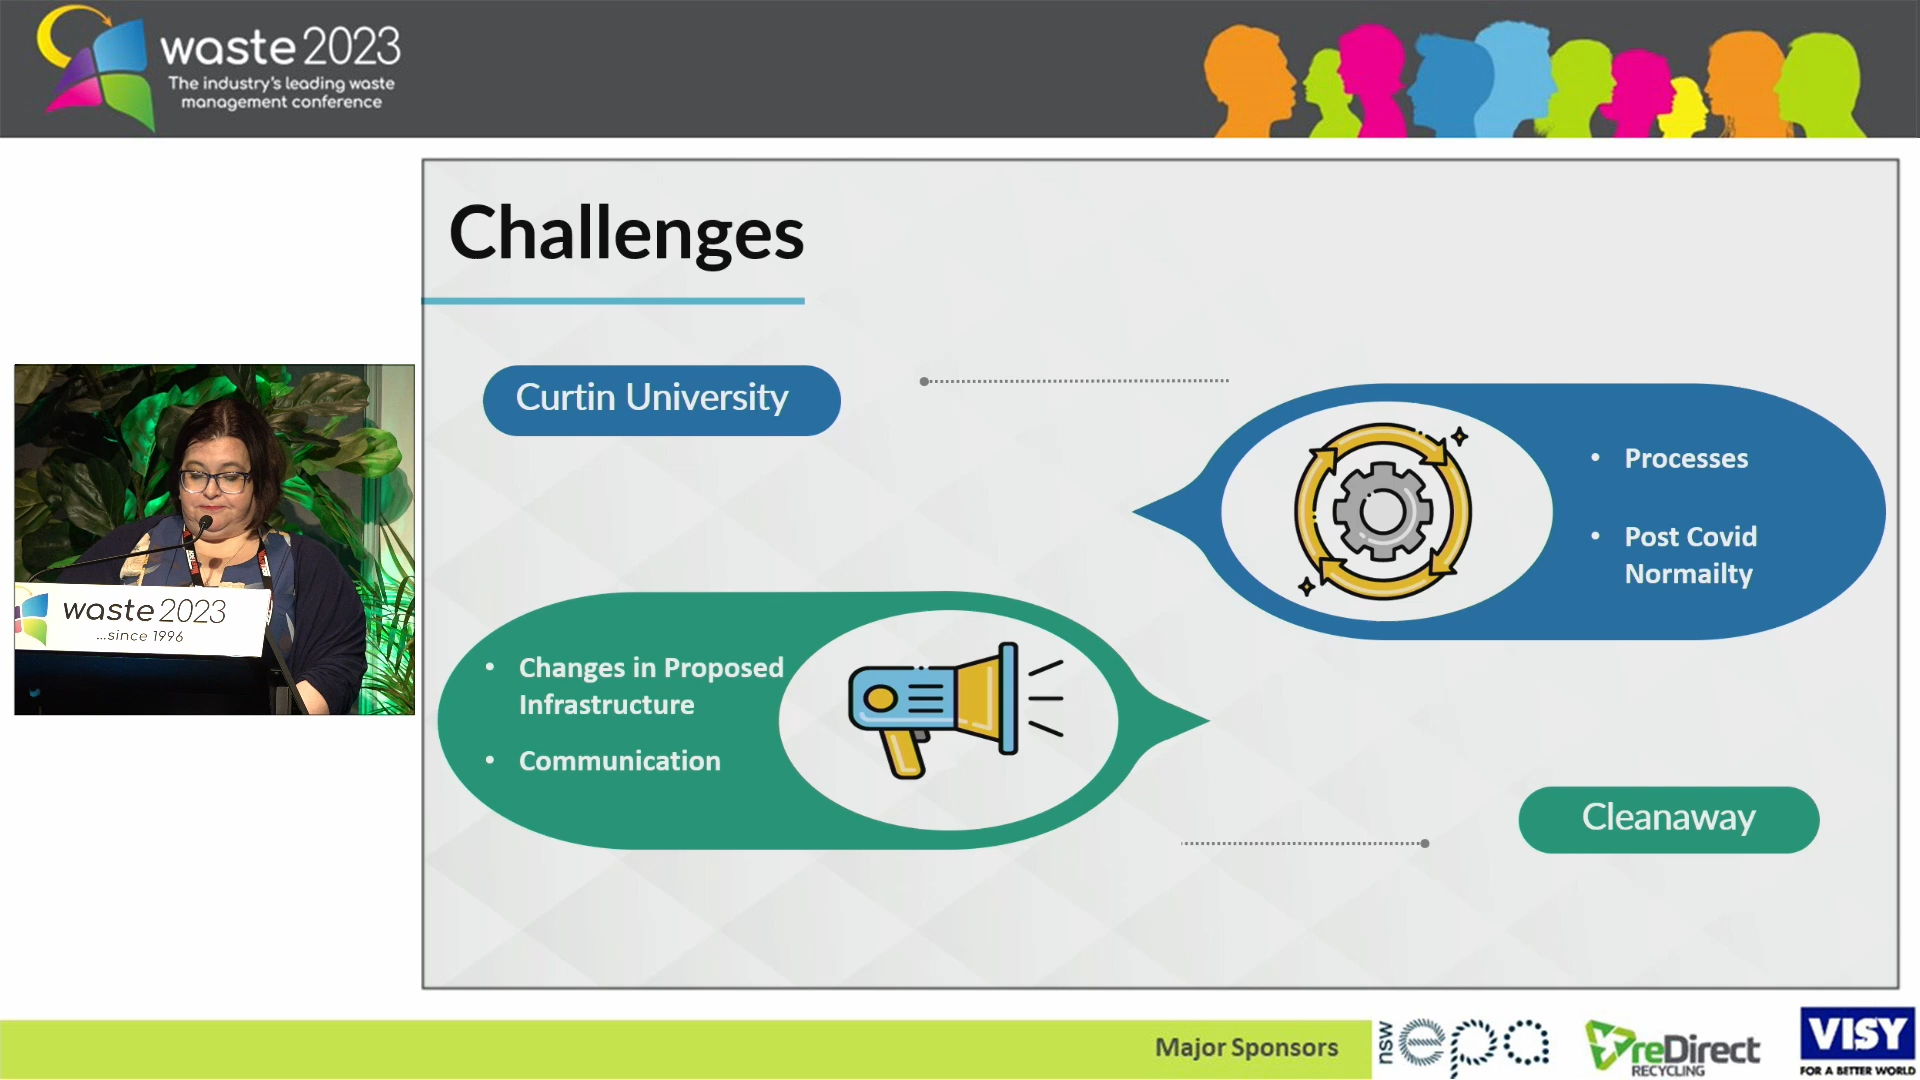 waste 2023
The industry's leading waste
management conference
Challenges
Curtin University
• Processes
• Post Covid
Normailty
• Changes in Proposed
Infrastructure
• Communication
Cleanaway
waste 2023
...since 1996
Major Sponsors
nsw epa
reDirect
RECYCLING
VISY
FOR A BETTER WORLD